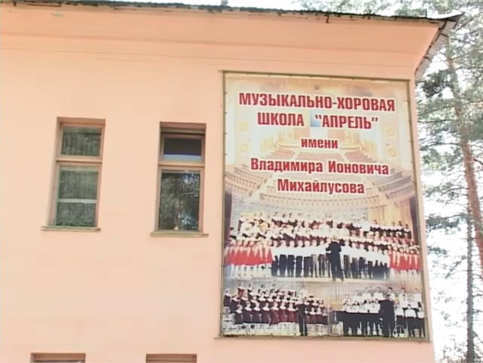 МУЗЫКАЛЬНО-ХОРОВАЯ
ШКОЛА "АПРЕЛЬ"
имени
Владимира Ионовича
Михайлусова